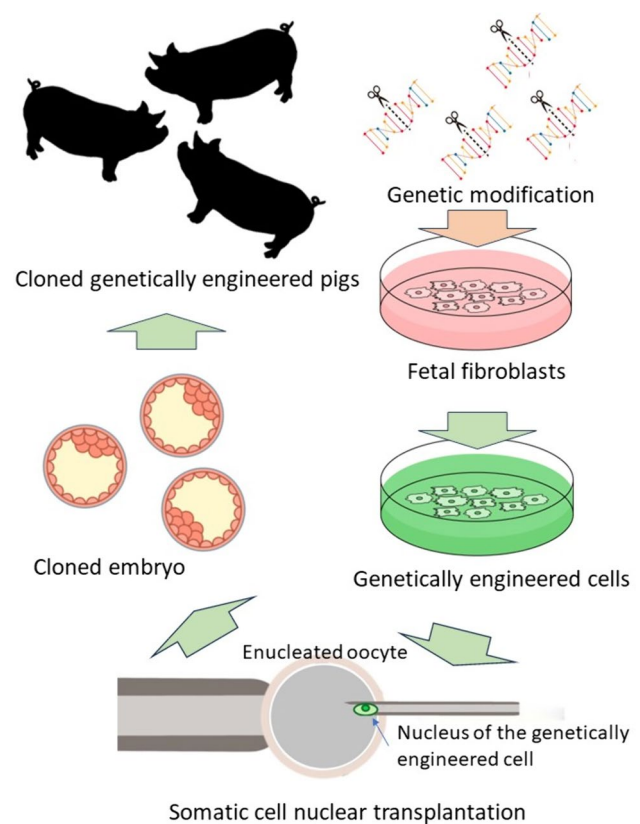 Genetic modification
Cloned genetically engineered pigs
Fetal fibroblasts
Genetically engineered cells
Cloned embryo
Enucleated oocyte
Nucleus of the genetically
engineered cell
Somatic cell nuclear transplantation